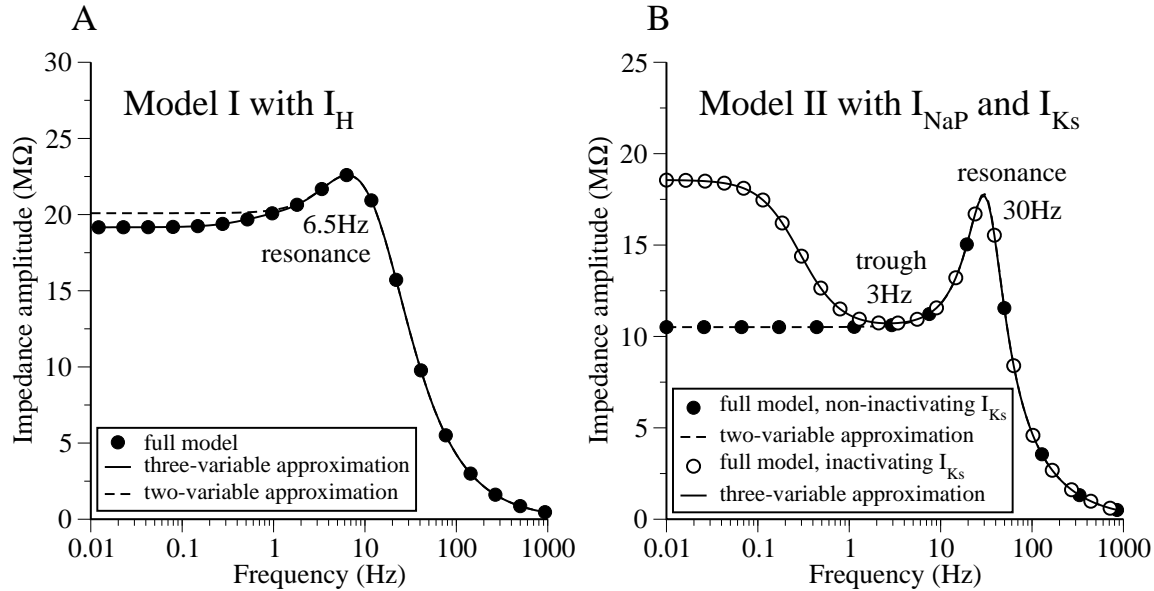 A
Model I with I_H
Impedance amplitude (MΩ)
30
25
20
15
10
5
0
6.5Hz
resonance
full model
three-variable approximation
two-variable approximation
0.01 0.1 1 10 100 1000
Frequency (Hz)
B
Model II with I_NaP and I_Ks
Impedance amplitude (MΩ)
25
20
15
10
5
0
resonance
30Hz
trough
3Hz
full model, non-inactivating I_Ks
two-variable approximation
full model, inactivating I_Ks
three-variable approximation
0.01 0.1 1 10 100 1000
Frequency (Hz)